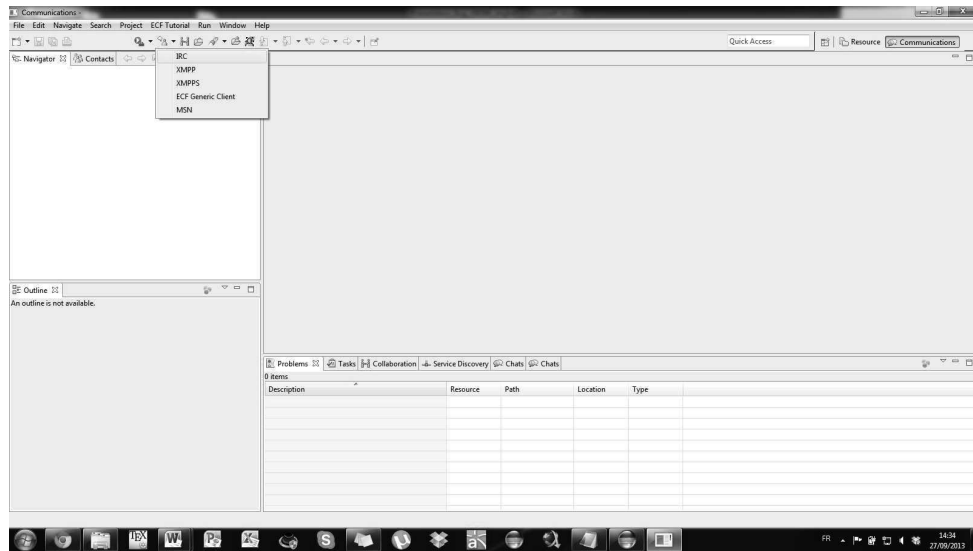 Communications -
File Edit Navigate Search Project ECF Tutorial Run Window Help
Quick Access Resource Communications
Navigator Contacts
IRC
XMPP
XMPPS
ECF Generic Client
MSN
Outline
An outline is not available.
Problems Tasks Collaboration Service Discovery Chats Chats
0 items
Description Resource Path Location Type
FR 14:34
27/09/2013